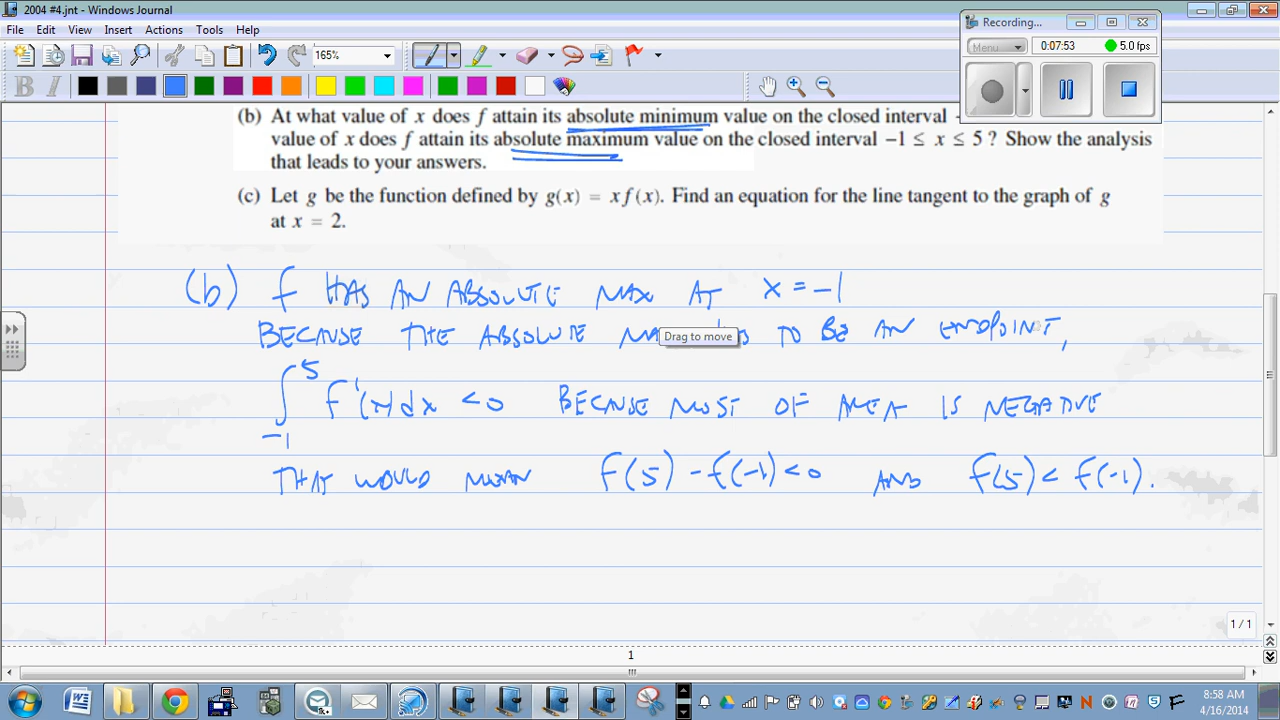 2004 #4.jnt - Windows Journal
File Edit View Insert Actions Tools Help
165%
Recording...
Menu
0:07:53
5.0 fps
B I
(b) At what value of x does f attain its absolute minimum value on the closed interval
value of x does f attain its absolute maximum value on the closed interval −1 ≤ x ≤ 5 ? Show the analysis
that leads to your answers.
(c) Let g be the function defined by g(x) = x f(x). Find an equation for the line tangent to the graph of g
at x = 2.
(b) f HAS AN ABSOLUTE MAX AT x = -1
BECAUSE THE ABSOLUTE TO BE AN ENDPOINT,
Drag to move
∫₋₁⁵ f'(x) dx < 0 BECAUSE MOST OF AREA IS NEGATIVE
THAT WOULD MEAN f(5) - f(-1) < 0 AND f(5) < f(-1).
1 / 1
1
8:58 AM
4/16/2014